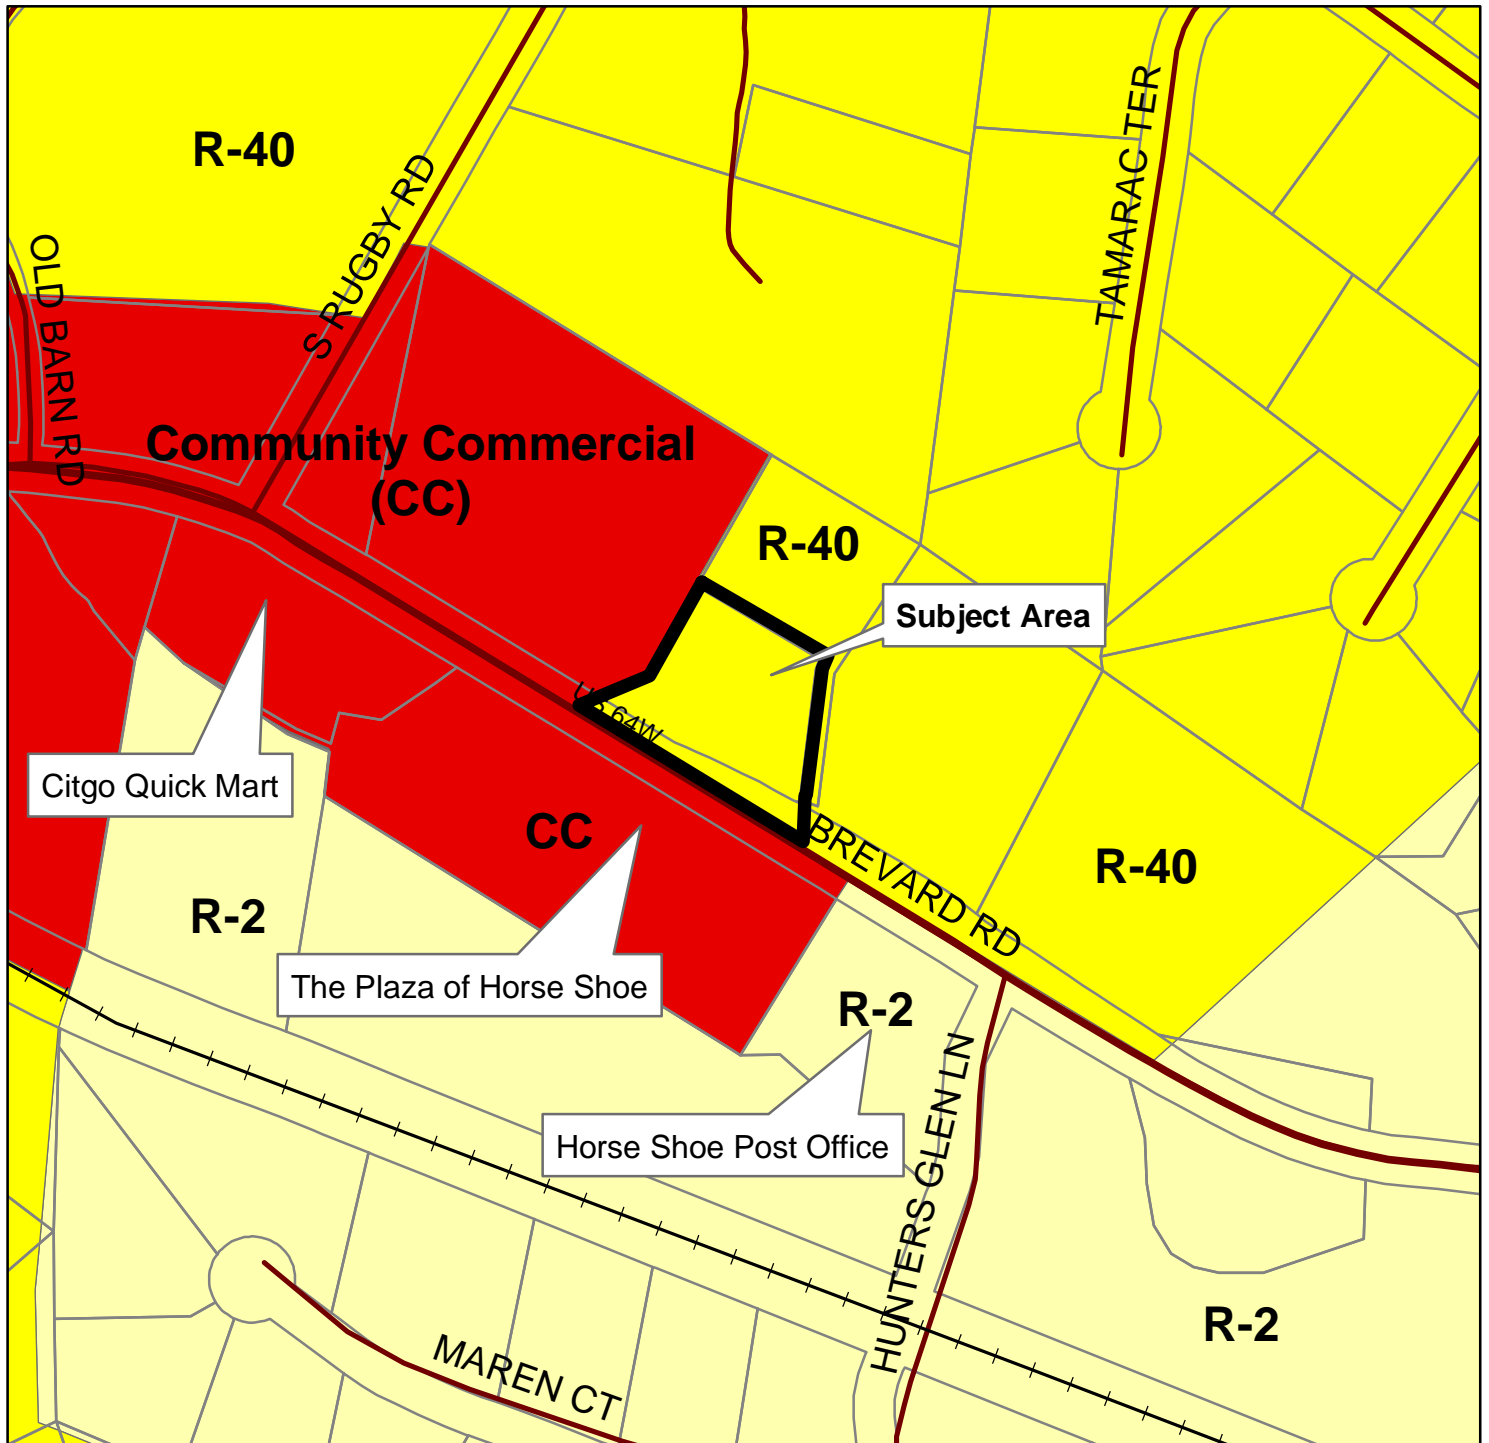 R-40
S RUGBY RD
TAMARAC TER
OLD BARN RD
Community Commercial
(CC)
R-40
Subject Area
US 64W
Citgo Quick Mart
CC
BREVARD RD
R-40
R-2
The Plaza of Horse Shoe
R-2
HUNTERS GLEN LN
Horse Shoe Post Office
R-2
MAREN CT